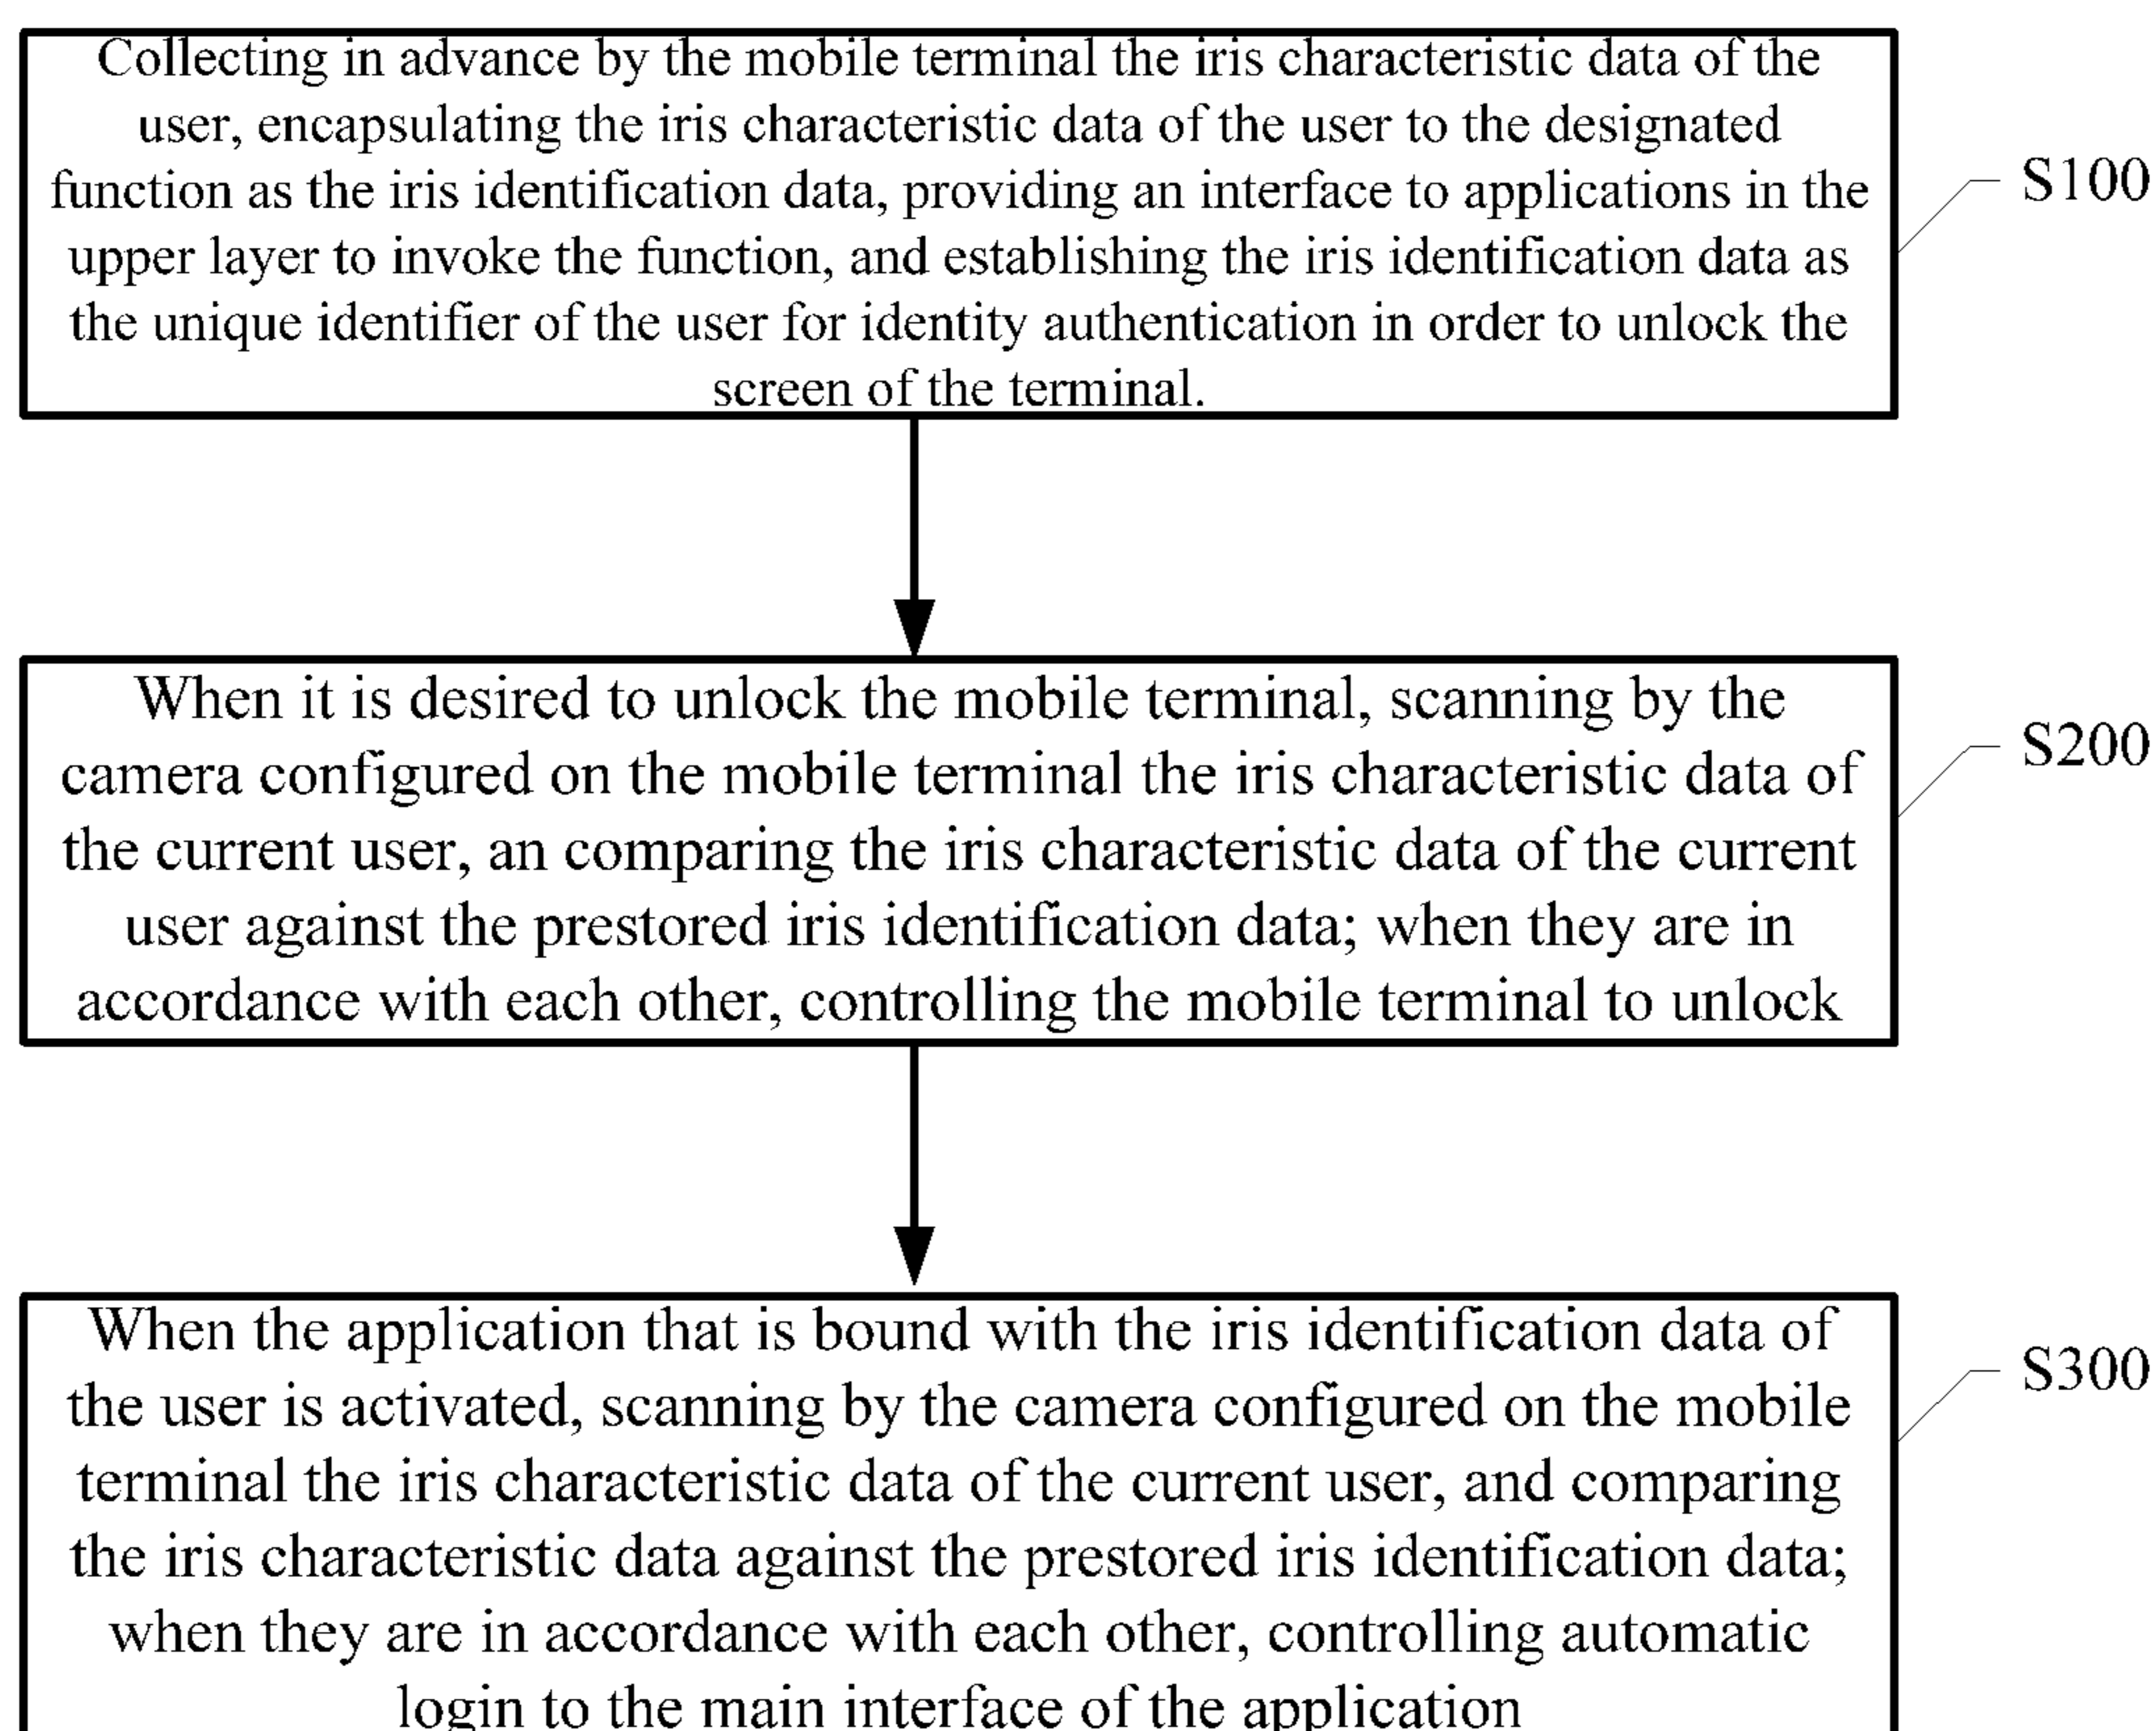 Collecting in advance by the mobile terminal the iris characteristic data of the
user, encapsulating the iris characteristic data of the user to the designated
function as the iris identification data, providing an interface to applications in the
upper layer to invoke the function, and establishing the iris identification data as
the unique identifier of the user for identity authentication in order to unlock the
screen of the terminal.
S100
When it is desired to unlock the mobile terminal, scanning by the
camera configured on the mobile terminal the iris characteristic data of
the current user, an comparing the iris characteristic data of the current
user against the prestored iris identification data; when they are in
accordance with each other, controlling the mobile terminal to unlock
S200
When the application that is bound with the iris identification data of
the user is activated, scanning by the camera configured on the mobile
terminal the iris characteristic data of the current user, and comparing
the iris characteristic data against the prestored iris identification data;
when they are in accordance with each other, controlling automatic
login to the main interface of the application
S300